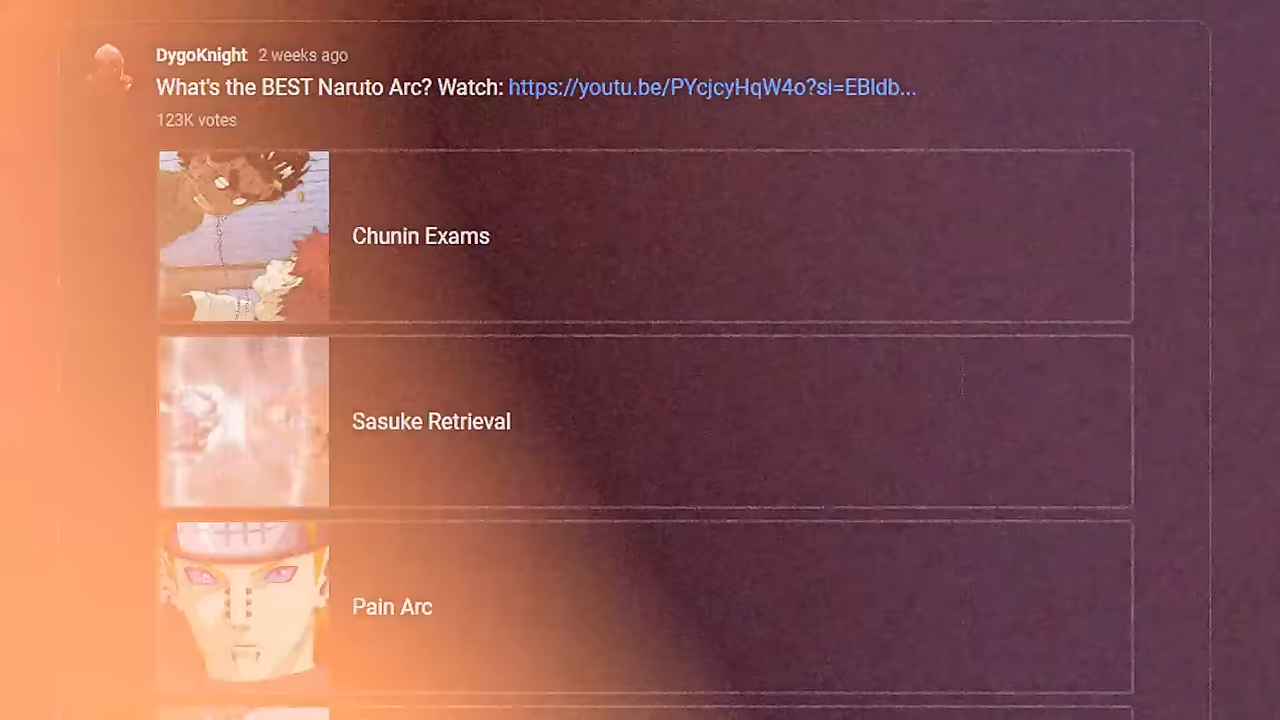 DygoKnight 2 weeks ago
What's the BEST Naruto Arc? Watch: https://youtu.be/PYcjcyHqW4o?si=EBIdb...
123K votes
Chunin Exams
Sasuke Retrieval
Pain Arc